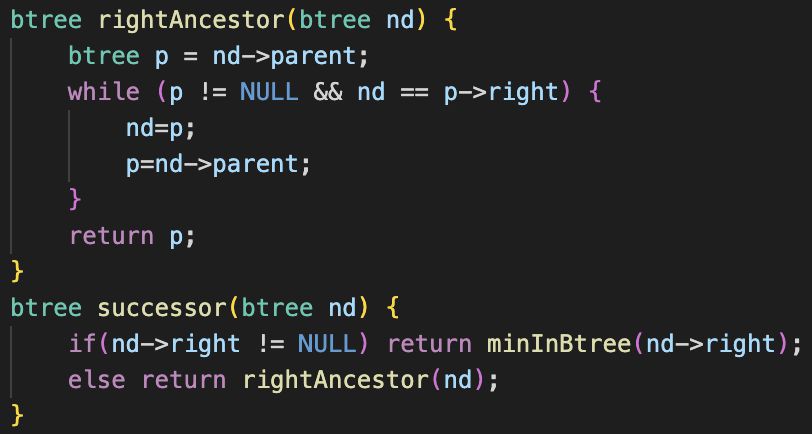 btree rightAncestor(btree nd) {
    btree p = nd->parent;
    while (p != NULL && nd == p->right) {
        nd=p;
        p=nd->parent;
    }
    return p;
}
btree successor(btree nd) {
    if(nd->right != NULL) return minInBtree(nd->right);
    else return rightAncestor(nd);
}